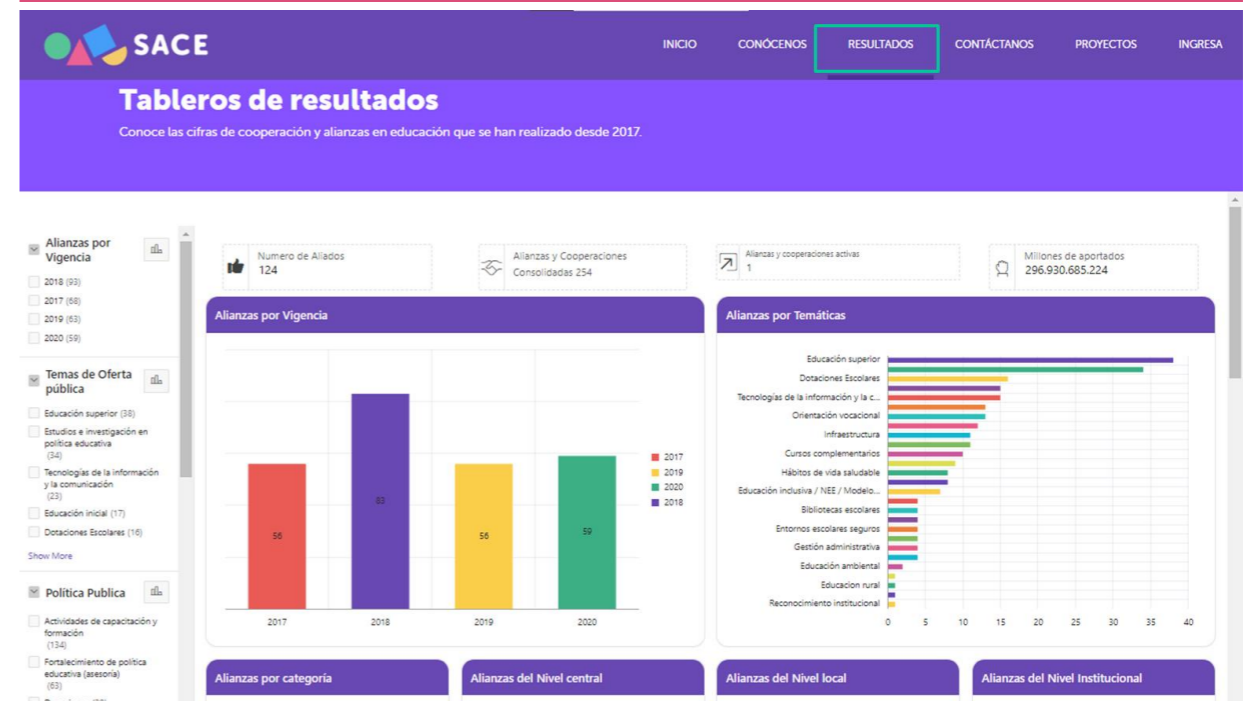 SACE
INICIO
CONÓCENOS
RESULTADOS
CONTÁCTANOS
PROYECTOS
INGRESA
Tableros de resultados
Conoce las cifras de cooperación y alianzas en educación que se han realizado desde 2017.
Alianzas por
Vigencia
2018 (93)
2017 (68)
2019 (63)
2020 (59)
Temas de Oferta
pública
Educación superior (38)
Estudios e investigación en
política educativa
(34)
Tecnologías de la información
y la comunicación
(23)
Educación inicial (17)
Dotaciones Escolares (16)
Show More
Política Publica
Actividades de capacitación y
formación
(134)
Fortalecimiento de política
educativa (asesoría)
(63)
Numero de Aliados
124
Alianzas y Cooperaciones
Consolidadas 254
Alianzas y cooperaciones activas
1
Millones de aportados
296.930.685.224
Alianzas por Vigencia
56
83
56
59
2017
2018
2019
2020
2017
2019
2020
2018
Alianzas por Temáticas
Educación superior
Dotaciones Escolares
Tecnologías de la información y la c...
Orientación vocacional
Infraestructura
Cursos complementarios
Hábitos de vida saludable
Educación inclusiva / NEE / Modelo...
Bibliotecas escolares
Entornos escolares seguros
Gestión administrativa
Educación ambiental
Educacion rural
Reconocimiento institucional
0 5 10 15 20 25 30 35 40
Alianzas por categoría
Alianzas del Nivel central
Alianzas del Nivel local
Alianzas del Nivel Institucional